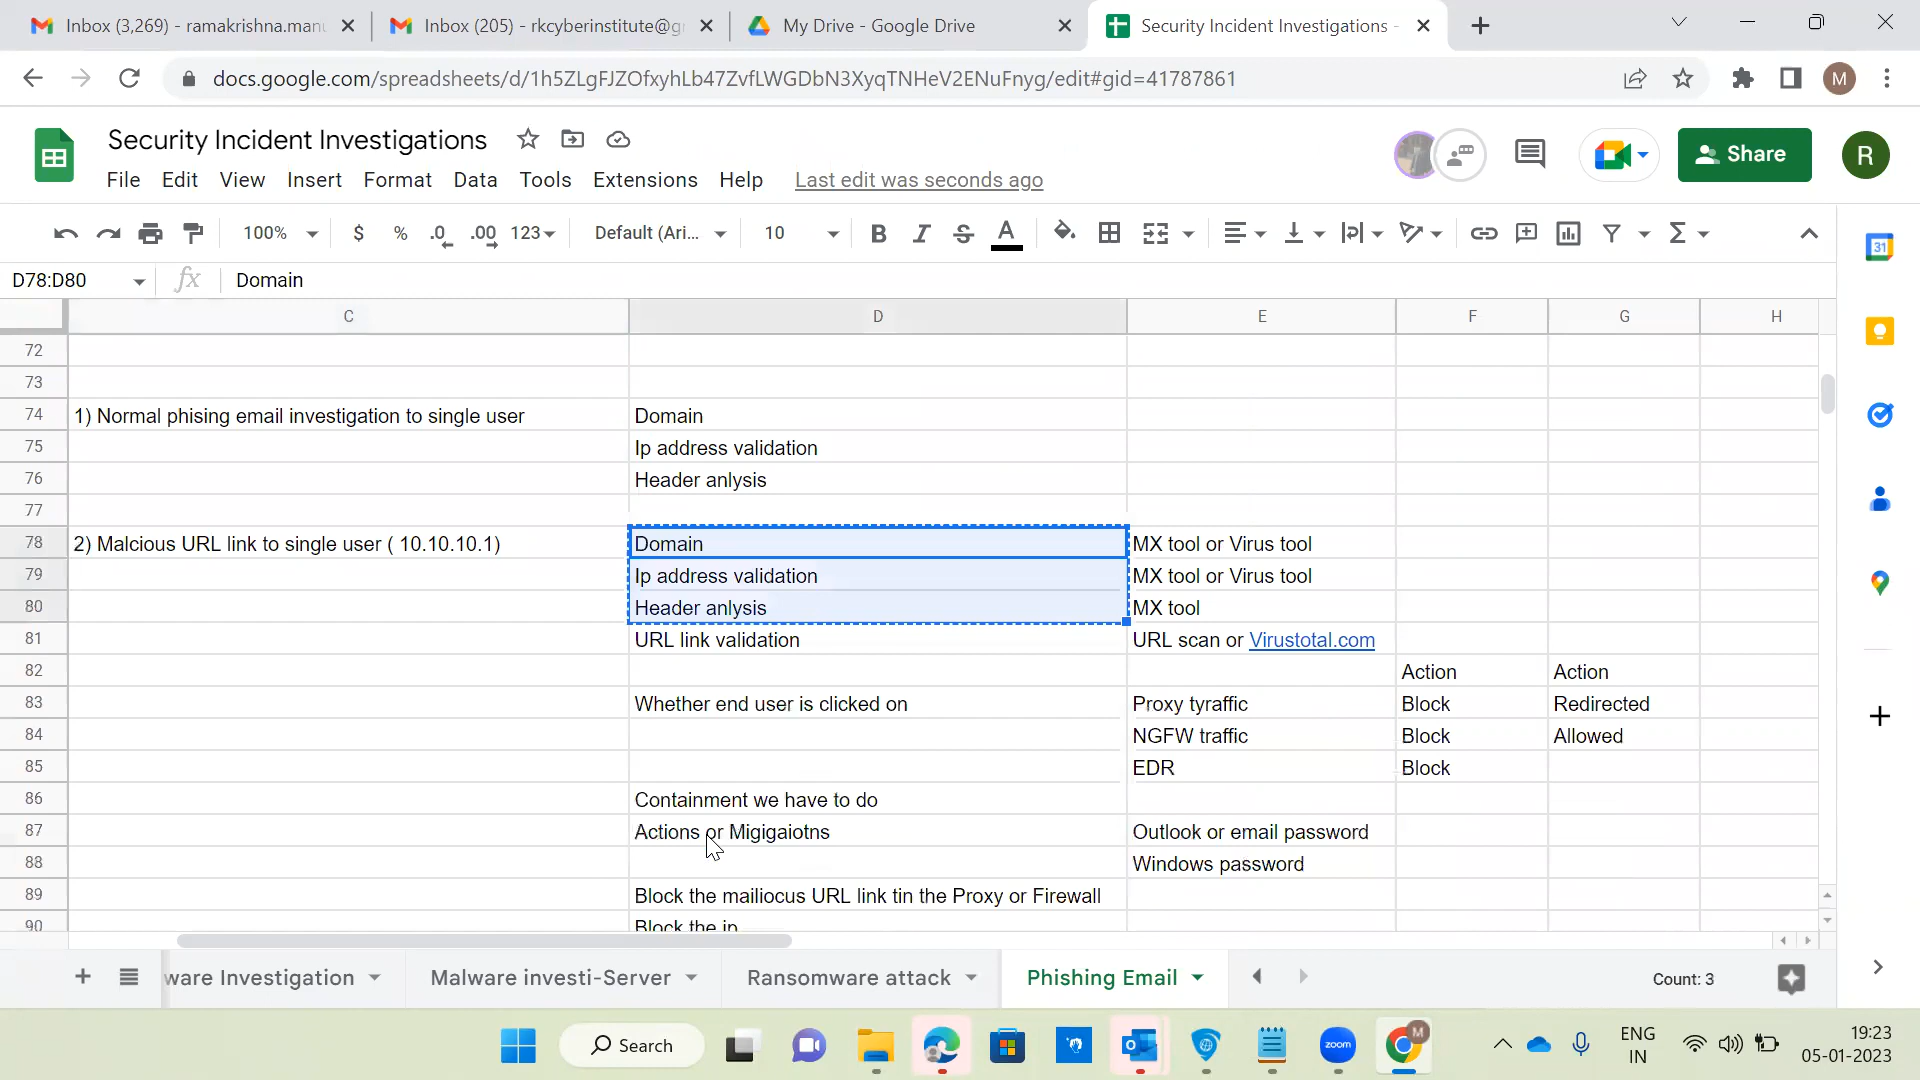 Inbox (3,269) - ramakrishna.man
Inbox (205) - rkcyberinstitute@g
My Drive - Google Drive
Security Incident Investigations -
docs.google.com/spreadsheets/d/1h5ZLgFJZOfxyhLb47ZvfLWGDbN3XyqTNHeV2ENuFnyg/edit#gid=41787861
M
Security Incident Investigations
File Edit View Insert Format Data Tools Extensions Help Last edit was seconds ago
Share
R
100% $ % .0 .00 123 Default (Ari... 10 B I S A
D78:D80 fx Domain
C D E F G H
72
73
74 1) Normal phising email investigation to single user Domain
75 Ip address validation
76 Header anlysis
77
78 2) Malcious URL link to single user ( 10.10.10.1) Domain MX tool or Virus tool
79 Ip address validation MX tool or Virus tool
80 Header anlysis MX tool
81 URL link validation URL scan or Virustotal.com
82 Action Action
83 Whether end user is clicked on Proxy tyraffic Block Redirected
84 NGFW traffic Block Allowed
85 EDR Block
86 Containment we have to do
87 Actions or Migigaiotns Outlook or email password
88 Windows password
89 Block the mailiocus URL link tin the Proxy or Firewall
90 Block the ip
ware Investigation Malware investi-Server Ransomware attack Phishing Email Count: 3
31
Search
zoom
M
ENG
IN
19:23
05-01-2023